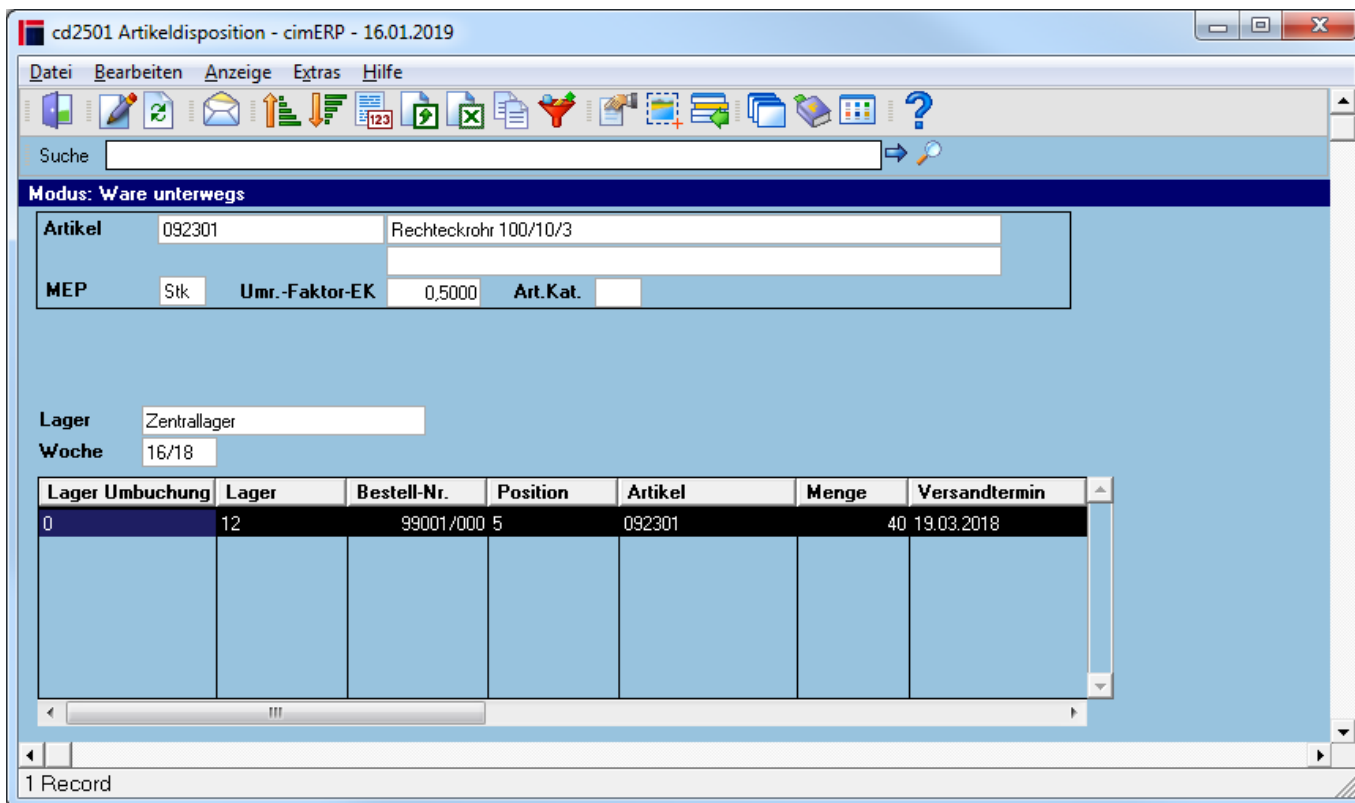 cd2501 Artikeldisposition - cimERP - 16.01.2019
Datei Bearbeiten Anzeige Extras Hilfe
123
Suche
Modus: Ware unterwegs
Artikel 092301 Rechteckrohr 100/10/3
MEP Stk Umr.-Faktor-EK 0,5000 Art.Kat.
Lager Zentrallager
Woche 16/18
Lager Umbuchung Lager Bestell-Nr. Position Artikel Menge Versandtermin
0 12 99001/000 5 092301 40 19.03.2018
1 Record